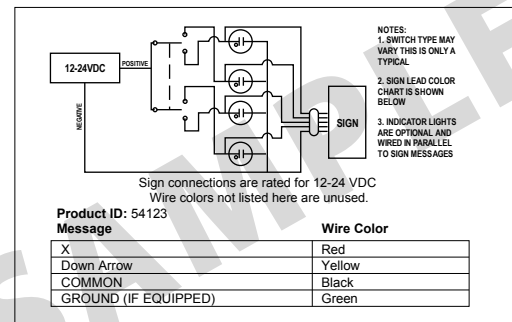 NOTES:
1. SWITCH TYPE MAY
VARY THIS IS ONLY A
TYPICAL
2. SIGN LEAD COLOR
CHART IS SHOWN
BELOW
3. INDICATOR LIGHTS
ARE OPTIONAL AND
WIRED IN PARALLEL
TO SIGN MESSAGES
12-24VDC
POSITIVE
NEGATIVE
SIGN
Sign connections are rated for 12-24 VDC
Wire colors not listed here are unused.
Product ID: 54123
Message Wire Color
X Red
Down Arrow Yellow
COMMON Black
GROUND (IF EQUIPPED) Green
SAMPLE